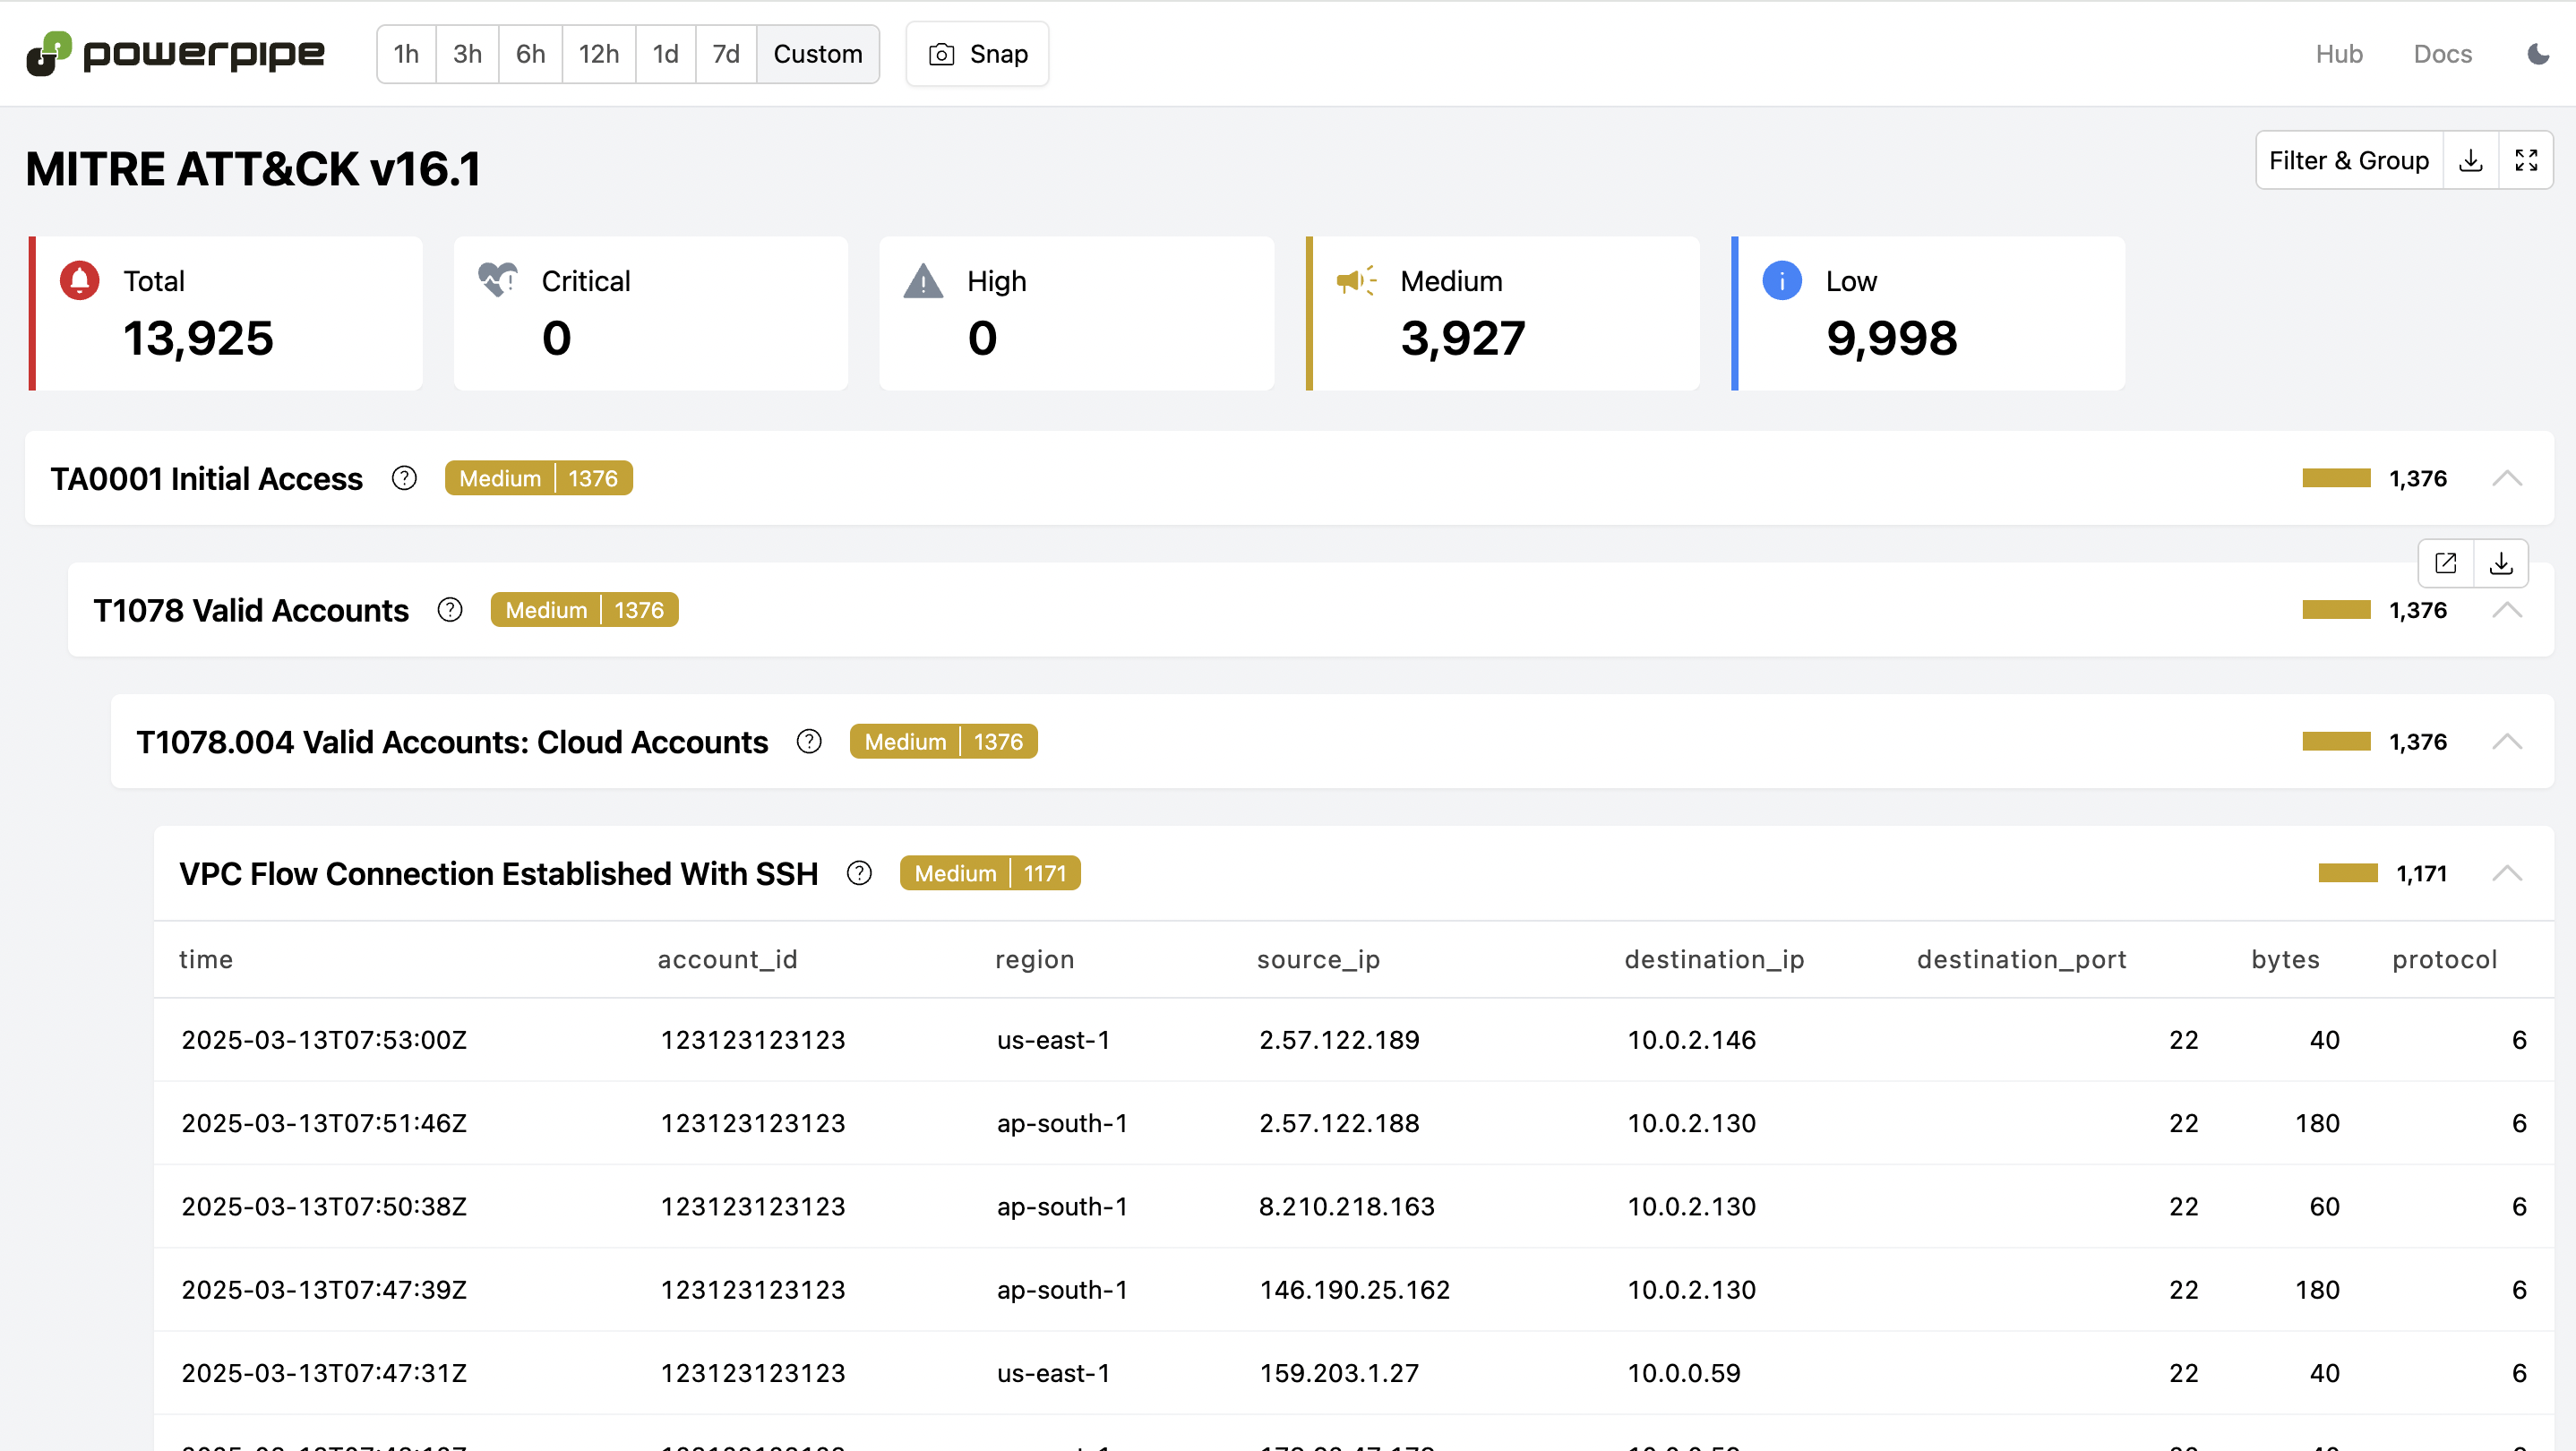 powerpipe 1h 3h 6h 12h 1d 7d Custom Snap Hub Docs
MITRE ATT&CK v16.1 Filter & Group
Total Critical High Medium Low
13,925 0 0 3,927 9,998
TA0001 Initial Access Medium 1376 1,376
T1078 Valid Accounts Medium 1376 1,376
T1078.004 Valid Accounts: Cloud Accounts Medium 1376 1,376
VPC Flow Connection Established With SSH Medium 1171 1,171
time account_id region source_ip destination_ip destination_port bytes protocol
2025-03-13T07:53:00Z 123123123123 us-east-1 2.57.122.189 10.0.2.146 22 40 6
2025-03-13T07:51:46Z 123123123123 ap-south-1 2.57.122.188 10.0.2.130 22 180 6
2025-03-13T07:50:38Z 123123123123 ap-south-1 8.210.218.163 10.0.2.130 22 60 6
2025-03-13T07:47:39Z 123123123123 ap-south-1 146.190.25.162 10.0.2.130 22 180 6
2025-03-13T07:47:31Z 123123123123 us-east-1 159.203.1.27 10.0.0.59 22 40 6